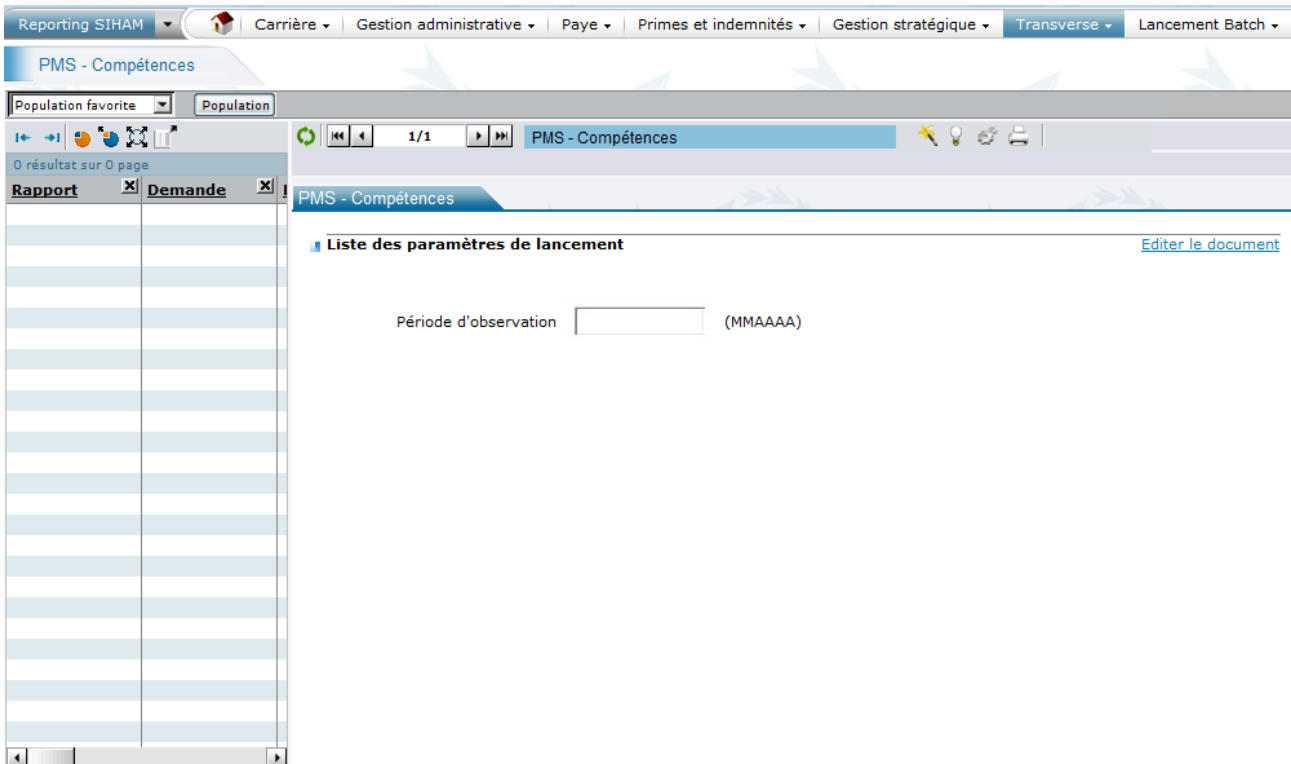 Reporting SIHAM Carrière Gestion administrative Paye Primes et indemnités Gestion stratégique Transverse Lancement Batch
PMS - Compétences
Population favorite Population
1/1 PMS - Compétences
0 résultat sur 0 page
Rapport Demande
PMS - Compétences
Liste des paramètres de lancement Editer le document
Période d'observation (MMAAAA)